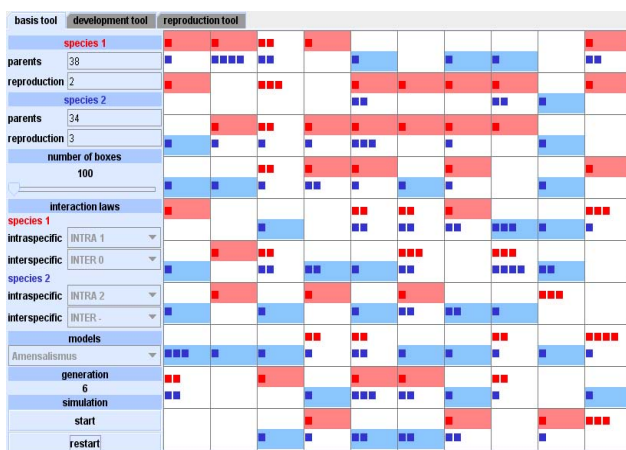 basis tool development tool reproduction tool
species 1
parents 38
reproduction 2
species 2
parents 34
reproduction 3
number of boxes
100
interaction laws
species 1
intraspecific INTRA 1
interspecific INTER 0
species 2
intraspecific INTRA 2
interspecific INTER -
models
Amensalismus
generation
6
simulation
start
restart